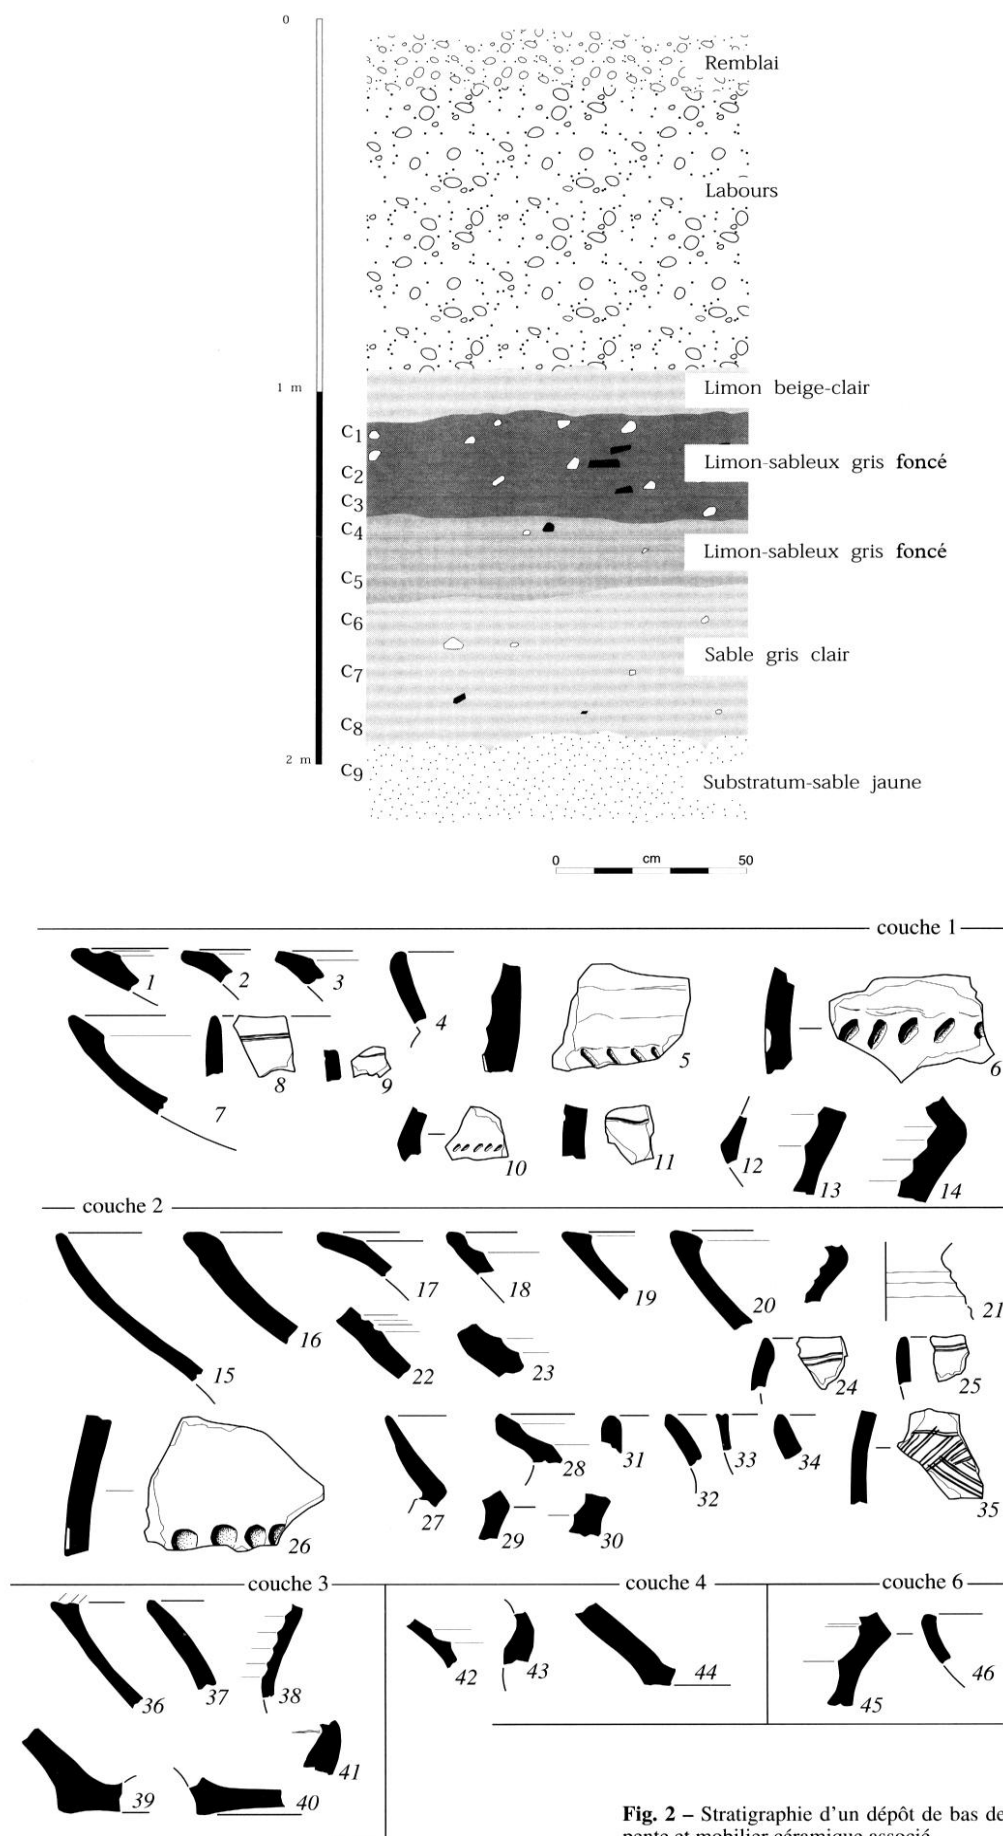 0
Remblai
Labours
1 m
Limon beige-clair
C1
Limon-sableux gris foncé
C2
C3
C4
Limon-sableux gris foncé
C5
C6
Sable gris clair
C7
C8
2 m
C9
Substratum-sable jaune
0 cm 50
couche 1
1 2 3 4 5 6
7 8 9
10 11 12 13 14
couche 2
15 16 17 18 19 20 21
22 23 24 25
26 27 28 31 32 33 34 35
29 30
couche 3 couche 4 couche 6
36 37 38 42 43 44 45 46
39 40 41
Fig. 2 – Stratigraphie d'un dépôt de bas de
pente et mobilier céramique associé